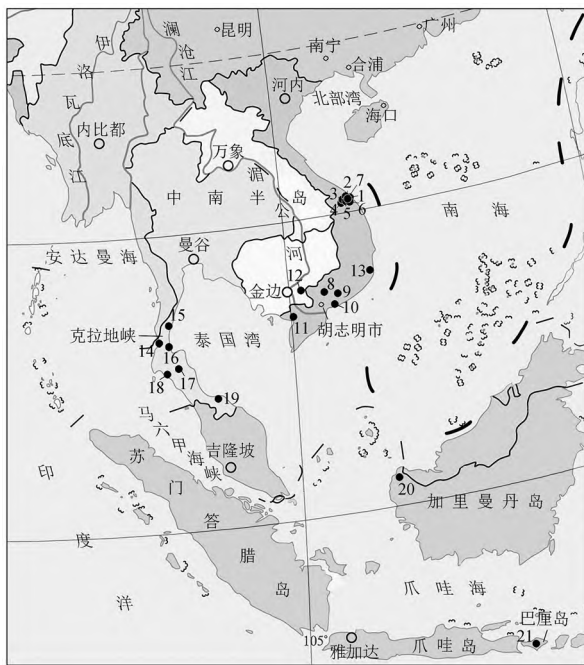 昆明
广州
伊洛瓦底江
澜沧江
南宁
合浦
河内
北部湾
海口
内比都
万象
湄公河
中南半岛
2 7
3 1
4 5 6
南海
安达曼海
曼谷
12
金边
8
9
13
10
11
胡志明市
15
克拉地峡
14
16
泰国湾
18
17
19
马六甲海峡
吉隆坡
苏门答腊岛
20
加里曼丹岛
印度洋
爪哇海
巴厘岛
21
105°
雅加达
爪哇岛